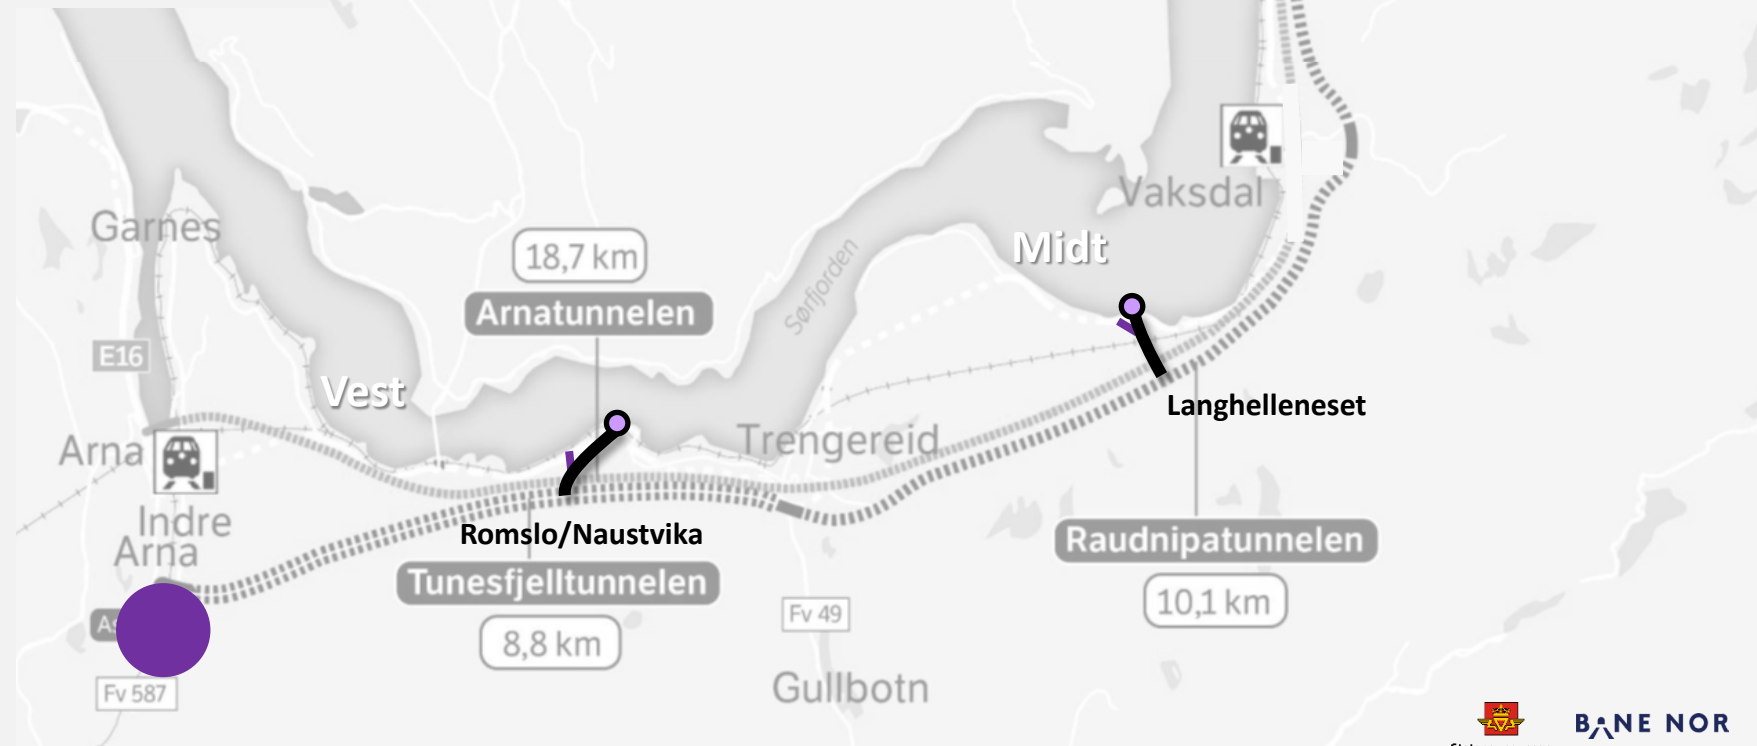 Vaksdal
Garnes
Midt
18,7 km
Sørfjorden
Arnatunnelen
E16
Vest
Langhelleneset
Arna
Trengereid
Indre
Arna
Romslo/Naustvika
Raudnipatunnelen
Tunesfjelltunnelen
10,1 km
Fv 49
8,8 km
Fv 587
Gullbotn
BANE NOR